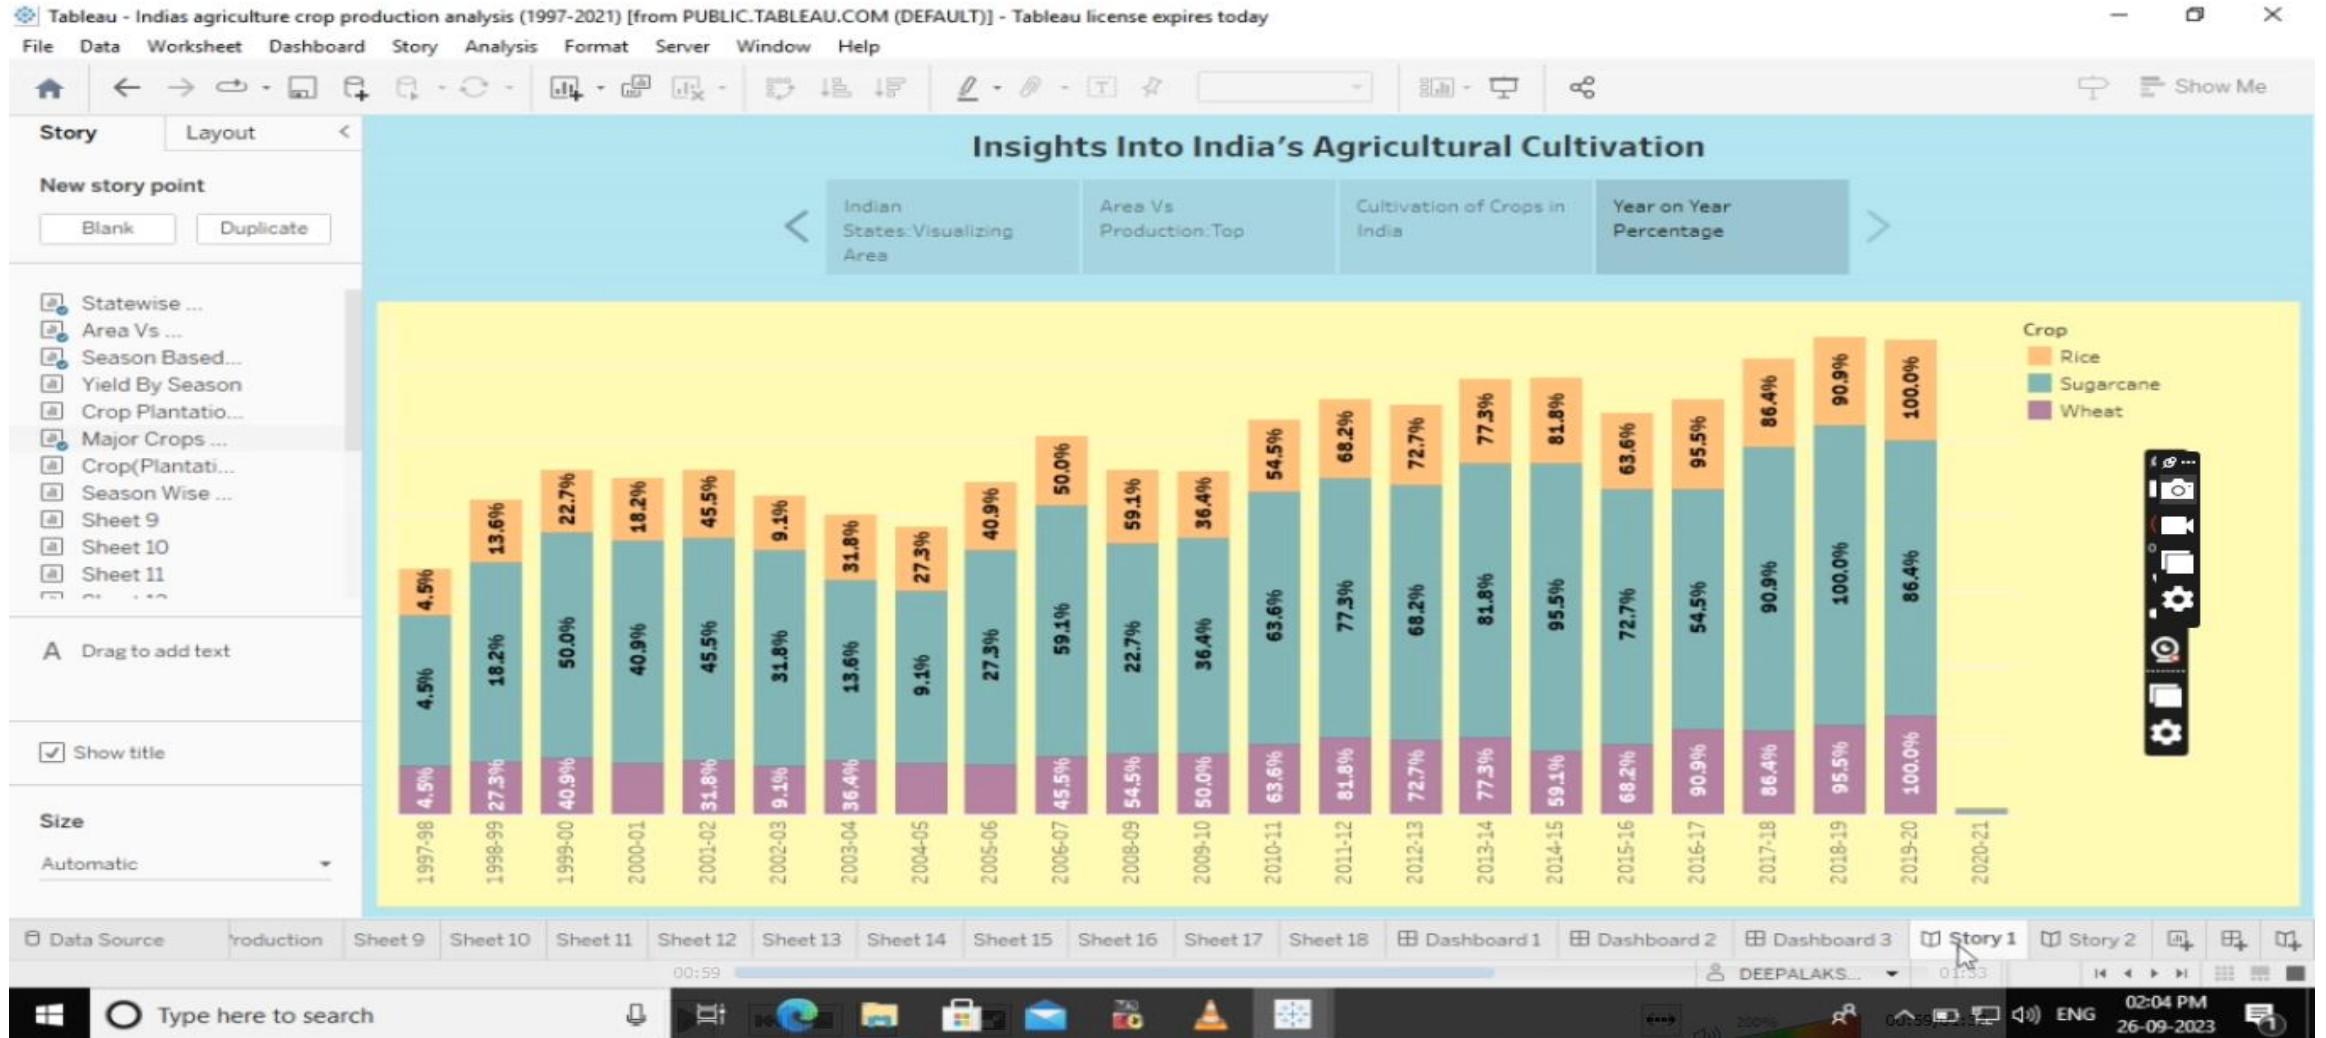 Tableau - Indias agriculture crop production analysis (1997-2021) [from PUBLIC.TABLEAU.COM (DEFAULT)] - Tableau license expires today
File Data Worksheet Dashboard Story Analysis Format Server Window Help
Show Me
Story Layout
New story point
Blank Duplicate
Statewise ...
Area Vs ...
Season Based...
Yield By Season
Crop Plantatio...
Major Crops ...
Crop(Plantati...
Season Wise ...
Sheet 9
Sheet 10
Sheet 11
A Drag to add text
Show title
Size
Automatic
Insights Into India's Agricultural Cultivation
Indian
States:Visualizing
Area
Area Vs
Production:Top
Cultivation of Crops in
India
Year on Year
Percentage
Crop
Rice
Sugarcane
Wheat
4.5% 13.6% 22.7% 18.2% 45.5% 9.1% 31.8% 27.3% 40.9% 50.0% 59.1% 36.4% 54.5% 68.2% 72.7% 77.3% 81.8% 63.6% 95.5% 86.4% 90.9% 100.0%
4.5% 18.2% 50.0% 40.9% 45.5% 31.8% 13.6% 9.1% 27.3% 59.1% 22.7% 36.4% 63.6% 77.3% 68.2% 81.8% 95.5% 72.7% 54.5% 90.9% 100.0% 86.4%
4.5% 27.3% 40.9% 31.8% 9.1% 36.4% 45.5% 54.5% 50.0% 63.6% 81.8% 72.7% 77.3% 59.1% 68.2% 90.9% 86.4% 95.5% 100.0%
1997-98 1998-99 1999-00 2000-01 2001-02 2002-03 2003-04 2004-05 2005-06 2006-07 2008-09 2009-10 2010-11 2011-12 2012-13 2013-14 2014-15 2015-16 2016-17 2017-18 2018-19 2019-20 2020-21
Data Source roduction Sheet 9 Sheet 10 Sheet 11 Sheet 12 Sheet 13 Sheet 14 Sheet 15 Sheet 16 Sheet 17 Sheet 18 Dashboard 1 Dashboard 2 Dashboard 3 Story 1 Story 2
00:59 DEEPALAKS...
Type here to search
200%
ENG
02:04 PM
26-09-2023